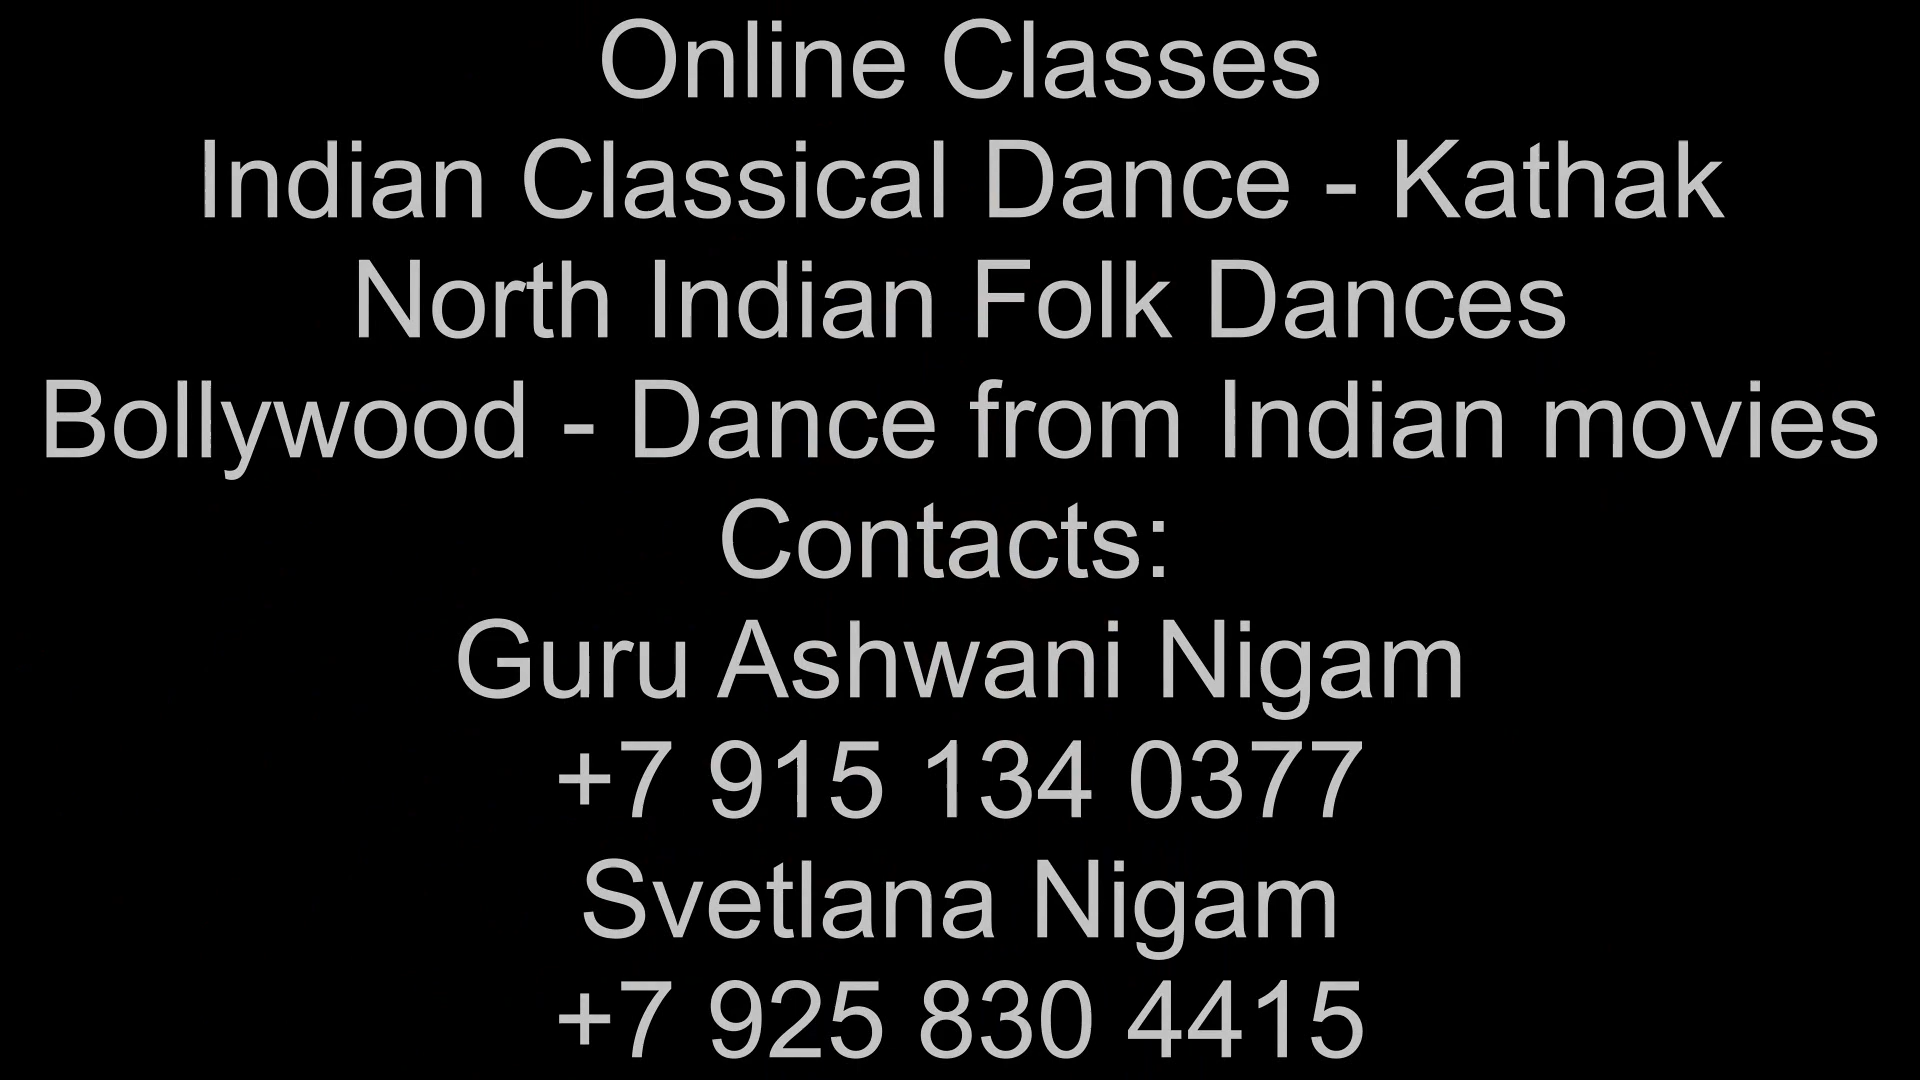 Online Classes
Indian Classical Dance - Kathak
North Indian Folk Dances
Bollywood - Dance from Indian movies
Contacts:
Guru Ashwani Nigam
+7 915 134 0377
Svetlana Nigam
+7 925 830 4415